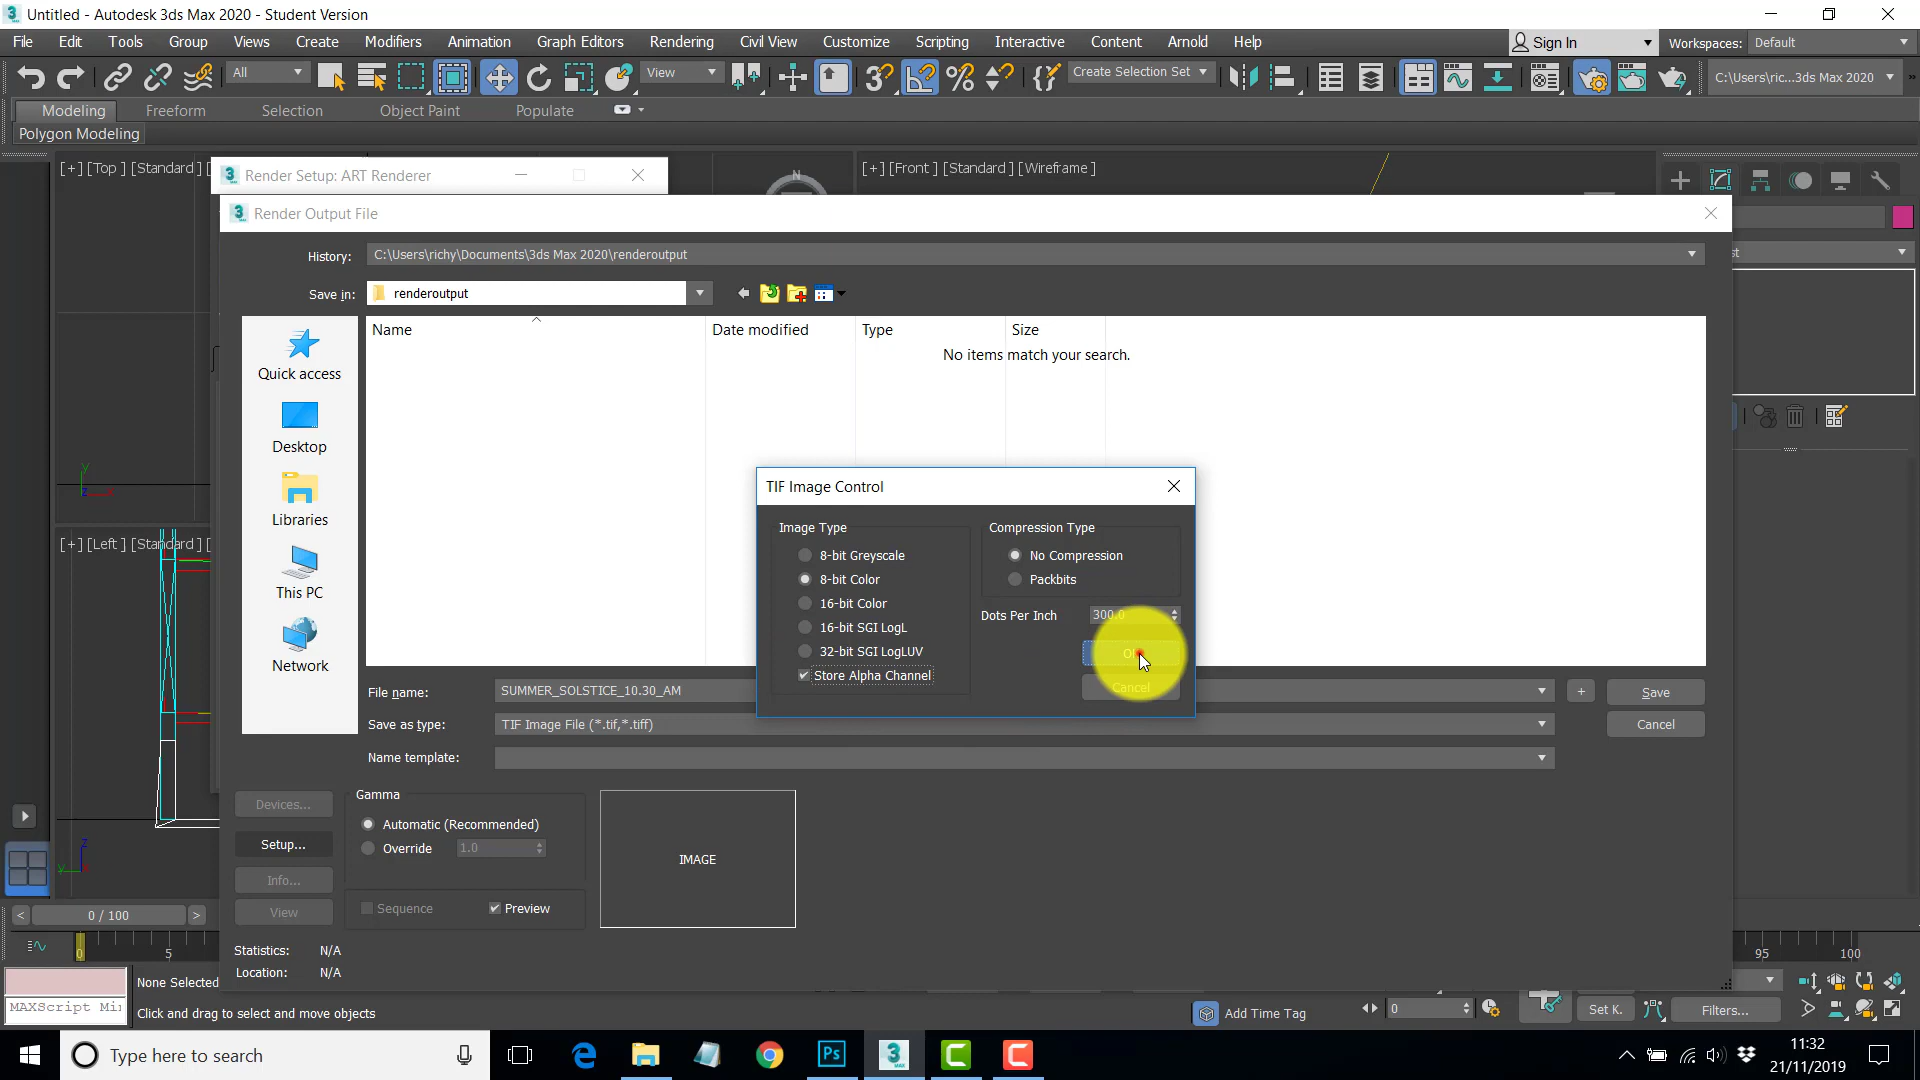 Untitled - Autodesk 3ds Max 2020 - Student Version
File Edit Tools Group Views Create Modifiers Animation Graph Editors Rendering Civil View Customize Scripting Interactive Content Arnold Help
Sign In
Workspaces: Default
All
View
Create Selection Set
C:\Users\ric...3ds Max 2020
Modeling Freeform Selection Object Paint Populate
Polygon Modeling
[+] [Top ] [Standard ] [
[+] [Front ] [Standard ] [Wireframe ]
N
Render Setup: ART Renderer
Render Output File
History: C:\Users\richy\Documents\3ds Max 2020\renderoutput
Save in: renderoutput
Name Date modified Type Size
No items match your search.
Quick access
Desktop
Libraries
This PC
Network
[+] [Left ] [Standard ] [
TIF Image Control
Image Type
8-bit Greyscale
8-bit Color
16-bit Color
16-bit SGI LogL
32-bit SGI LogLUV
Store Alpha Channel
Compression Type
No Compression
Packbits
Dots Per Inch 300.0
Cancel
File name: SUMMER_SOLSTICE_10.30_AM
+ Save
Save as type: TIF Image File (*.tif,*.tiff)
Cancel
Name template:
Devices...
Setup...
Info...
View
Gamma
Automatic (Recommended)
Override 1.0
Sequence Preview
IMAGE
Statistics: N/A
Location: N/A
y
z
x
z
y
x
< 0 / 100 >
0 5 95 100
None Selected
MAXScript Mi
Click and drag to select and move objects
Add Time Tag
0
Set K.
Filters...
Type here to search
Ps
3
MAX
11:32
21/11/2019